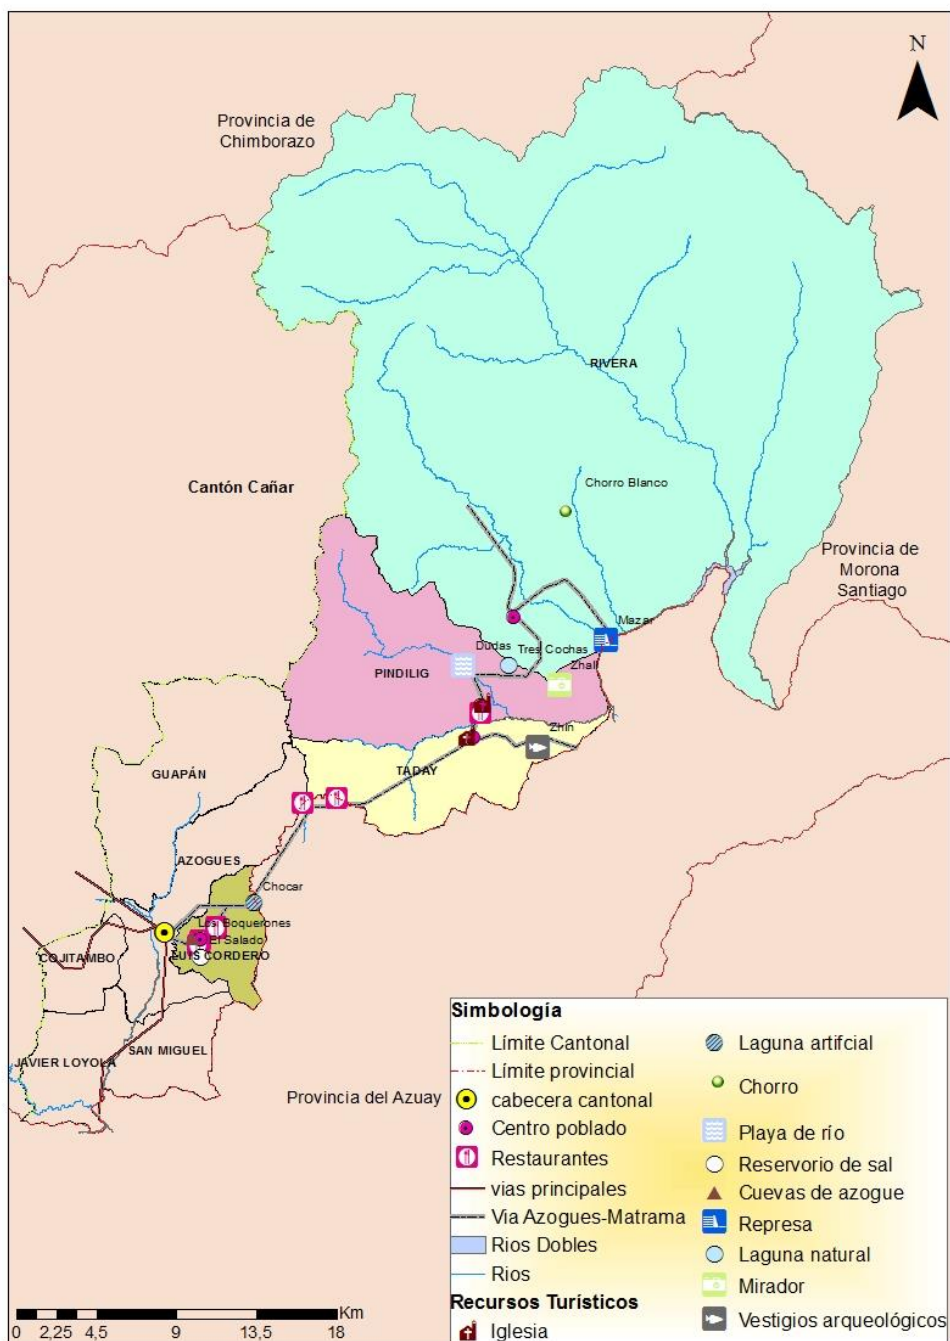 N
Provincia de
Chimborazo
RIVERA
Cantón Cañar
Chorro Blanco
Provincia de
Morona
Santiago
Mazar
Dudas
Tres Cochas
Zhall
PINDILIG
Zhin
TADAY
GUAPÁN
AZOGUES
Chocar
Los Boquerones
El Salado
LUIS CORDERO
COJITAMBO
SAN MIGUEL
JAVIER LOYOLA
Provincia del Azuay
Simbología
Límite Cantonal
Límite provincial
cabecera cantonal
Centro poblado
Restaurantes
vias principales
Via Azogues-Matrama
Rios Dobles
Rios
Recursos Turísticos
Iglesia
Laguna artifcial
Chorro
Playa de río
Reservorio de sal
Cuevas de azogue
Represa
Laguna natural
Mirador
Vestigios arqueológicos
Km
0 2,25 4,5 9 13,5 18